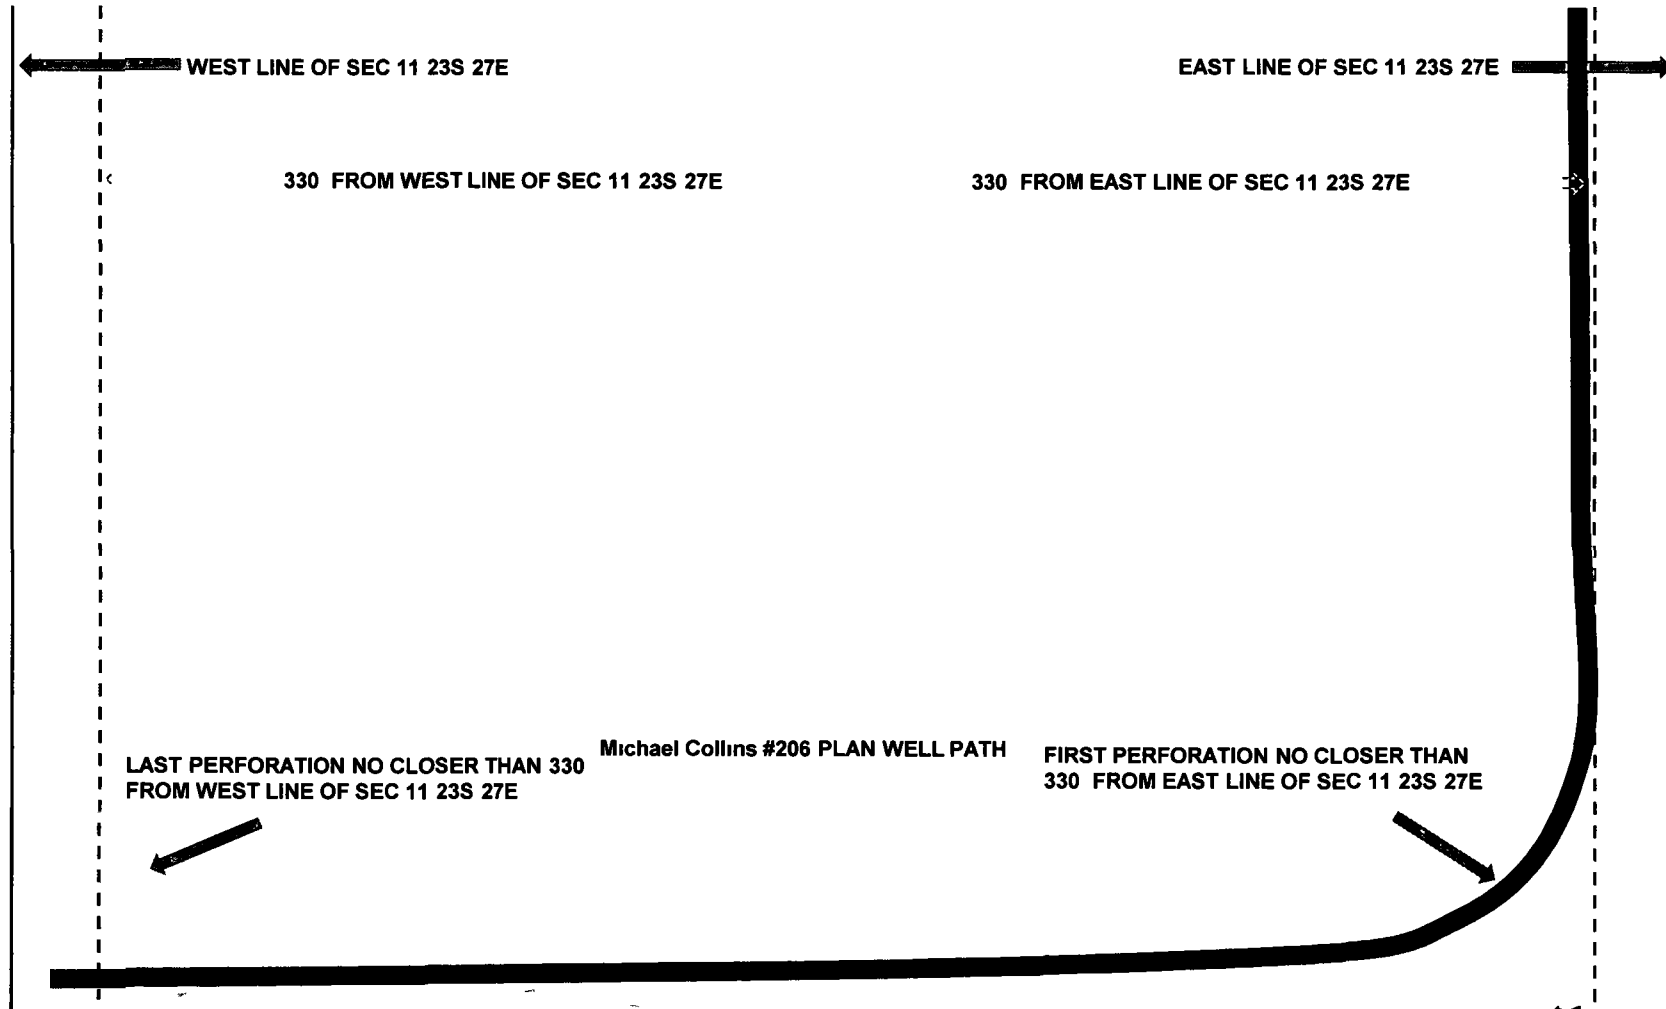 WEST LINE OF SEC 11 23S 27E
EAST LINE OF SEC 11 23S 27E
330 FROM WEST LINE OF SEC 11 23S 27E
330 FROM EAST LINE OF SEC 11 23S 27E
Michael Collins #206 PLAN WELL PATH
LAST PERFORATION NO CLOSER THAN 330
FROM WEST LINE OF SEC 11 23S 27E
FIRST PERFORATION NO CLOSER THAN
330 FROM EAST LINE OF SEC 11 23S 27E